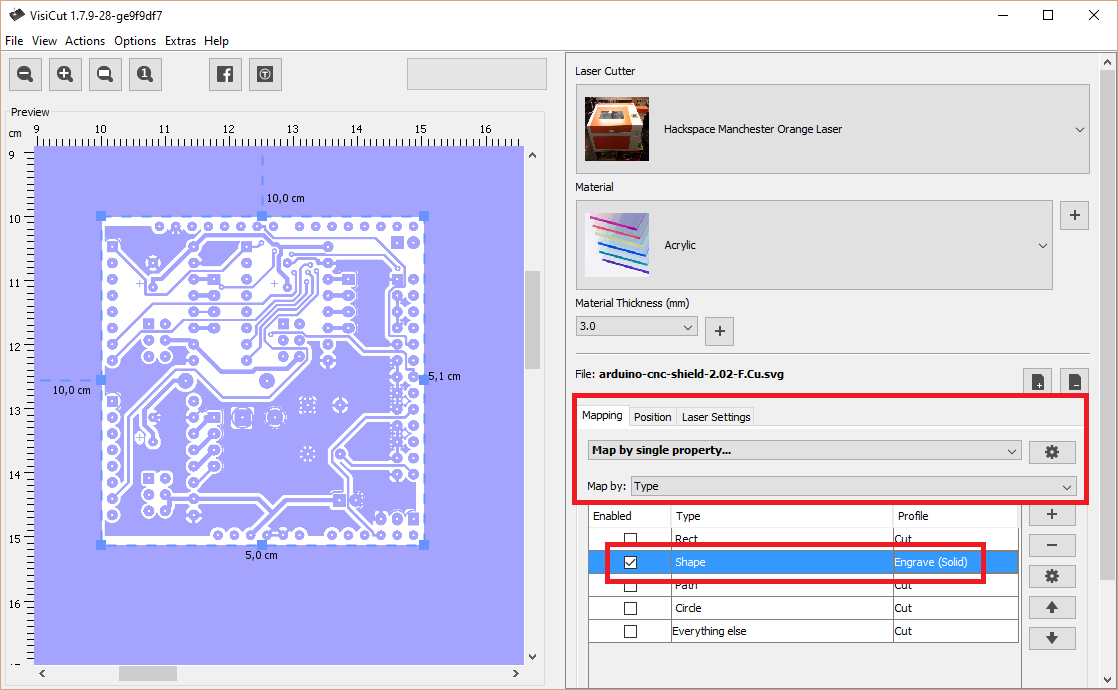 VisiCut 1.7.9-28-ge9f9df7
File View Actions Options Extras Help
Preview
cm 9 10 11 12 13 14 15 16
9
10
11
12
13
14
15
16
10,0 cm
5,1 cm
10,0 cm
5,0 cm
Laser Cutter
Hackspace Manchester Orange Laser
Material
Acrylic
Material Thickness (mm)
3.0
File: arduino-cnc-shield-2.02-F.Cu.svg
Mapping Position Laser Settings
Map by single property...
Map by: Type
Enabled Type Profile
Rect Cut
Shape Engrave (Solid)
Path Cut
Circle Cut
Everything else Cut